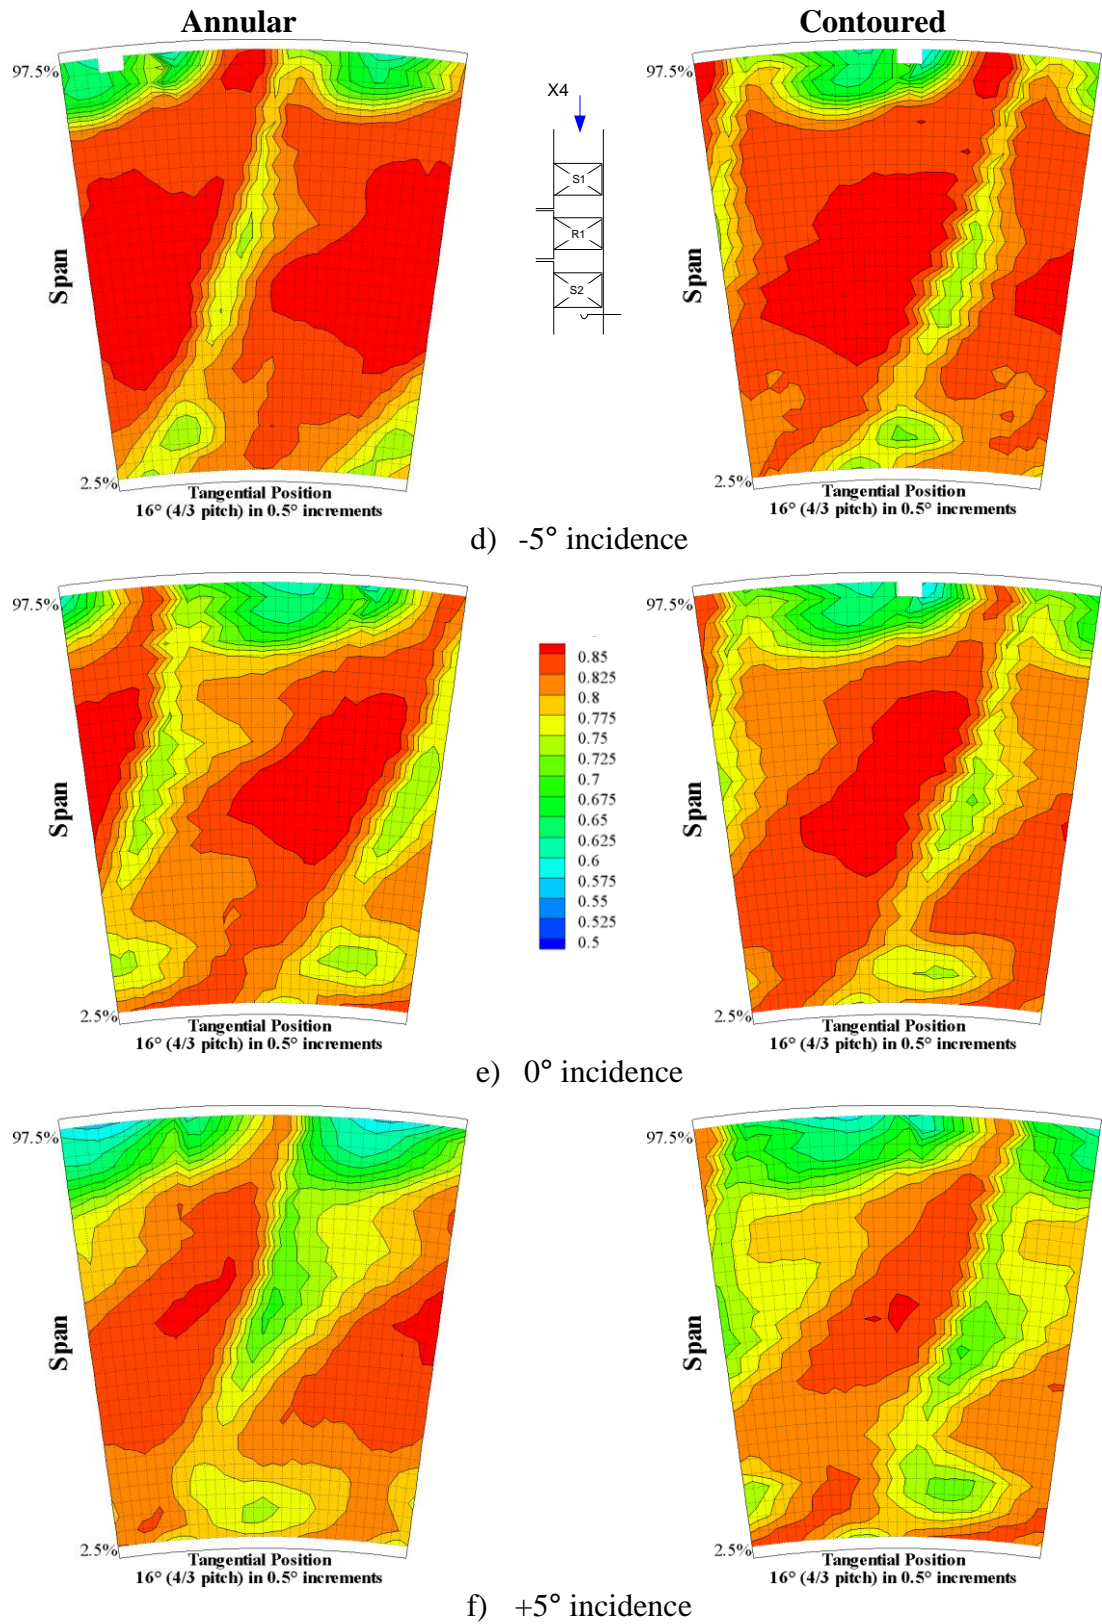 Annular
Contoured
97.5%
Span
2.5%
Tangential Position
16° (4/3 pitch) in 0.5° increments
X4
S1
R1
S2
97.5%
Span
2.5%
Tangential Position
16° (4/3 pitch) in 0.5° increments
d) -5° incidence
97.5%
Span
2.5%
Tangential Position
16° (4/3 pitch) in 0.5° increments
0.85
0.825
0.8
0.775
0.75
0.725
0.7
0.675
0.65
0.625
0.6
0.575
0.55
0.525
0.5
97.5%
Span
2.5%
Tangential Position
16° (4/3 pitch) in 0.5° increments
e) 0° incidence
97.5%
Span
2.5%
Tangential Position
16° (4/3 pitch) in 0.5° increments
97.5%
Span
2.5%
Tangential Position
16° (4/3 pitch) in 0.5° increments
f) +5° incidence